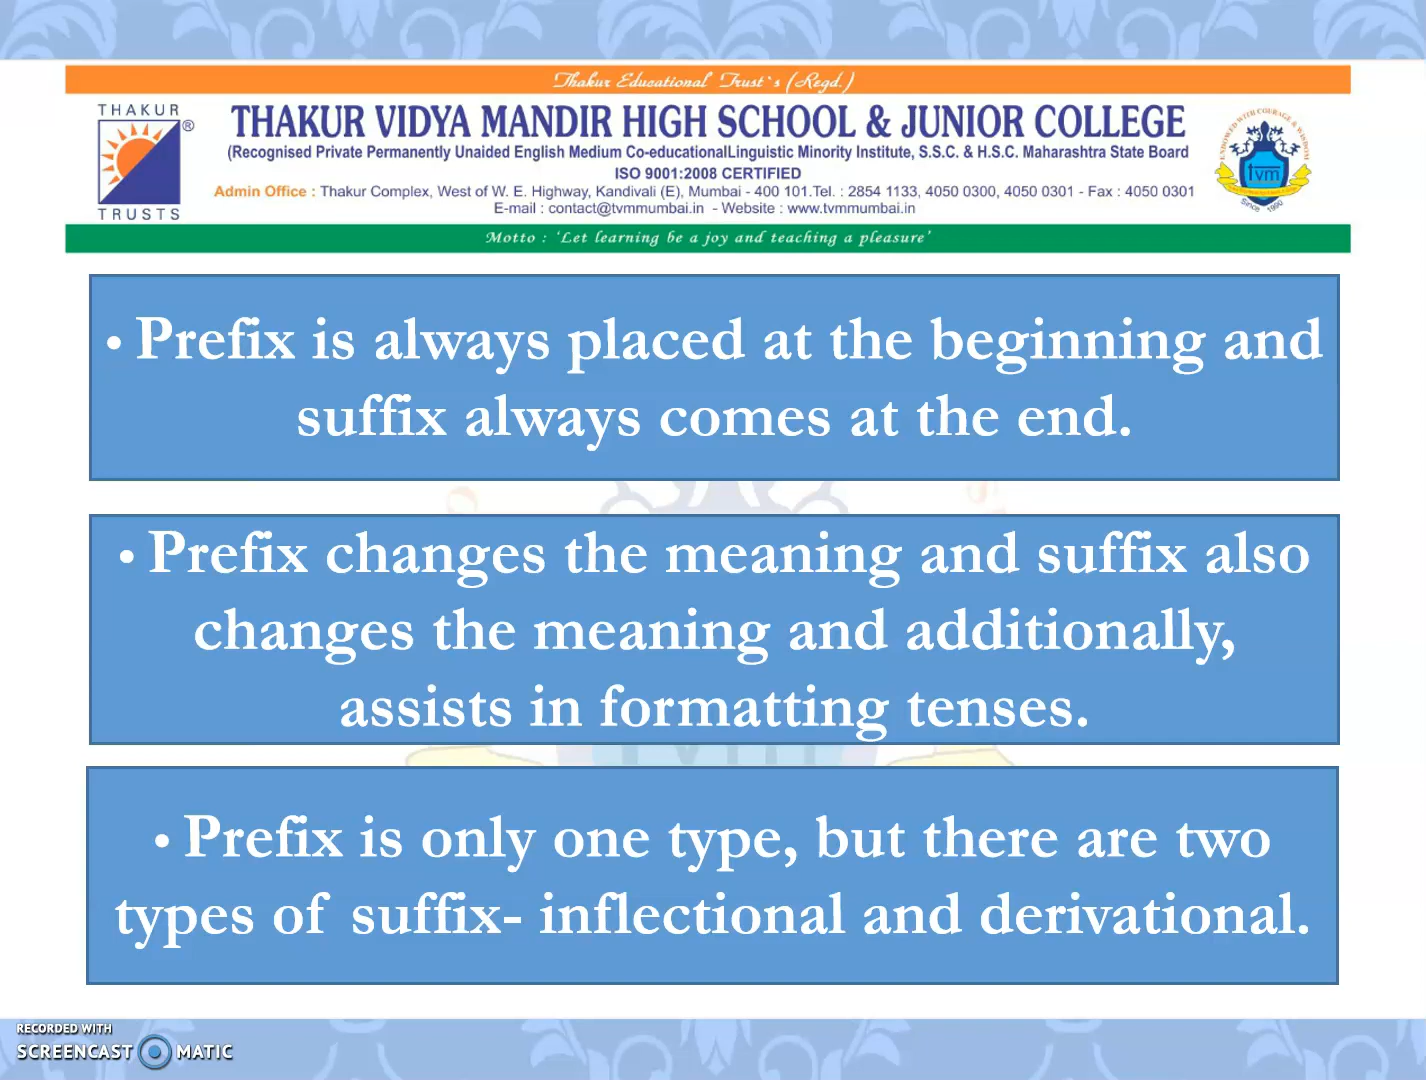 Thakur Educational Trust`s (Regd.)
THAKUR
®
TRUSTS
THAKUR VIDYA MANDIR HIGH SCHOOL & JUNIOR COLLEGE
(Recognised Private Permanently Unaided English Medium Co-educationalLinguistic Minority Institute, S.S.C. & H.S.C. Maharashtra State Board
ISO 9001:2008 CERTIFIED
Admin Office : Thakur Complex, West of W. E. Highway, Kandivali (E), Mumbai - 400 101.Tel. : 2854 1133, 4050 0300, 4050 0301 - Fax : 4050 0301
E-mail : contact@tvmmumbai.in - Website : www.tvmmumbai.in
ENDOWED WITH COURAGE & WISDOM
tvm
Since 1990
Motto : ‘Let learning be a joy and teaching a pleasure’
• Prefix is always placed at the beginning and
suffix always comes at the end.
• Prefix changes the meaning and suffix also
changes the meaning and additionally,
assists in formatting tenses.
• Prefix is only one type, but there are two
types of suffix- inflectional and derivational.
RECORDED WITH
SCREENCAST MATIC